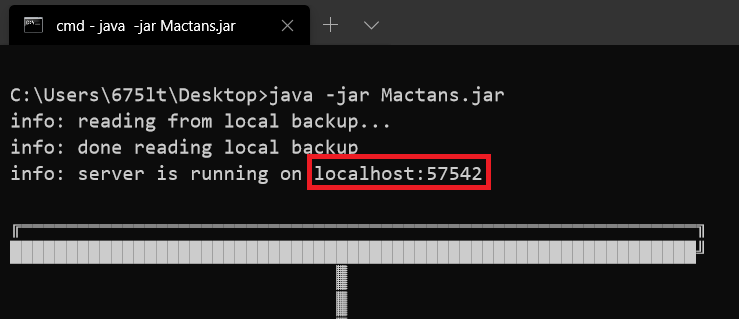 cmd - java  -jar Mactans.jar
C:\Users\675lt\Desktop>java -jar Mactans.jar
info: reading from local backup...
info: done reading local backup
info: server is running on localhost:57542